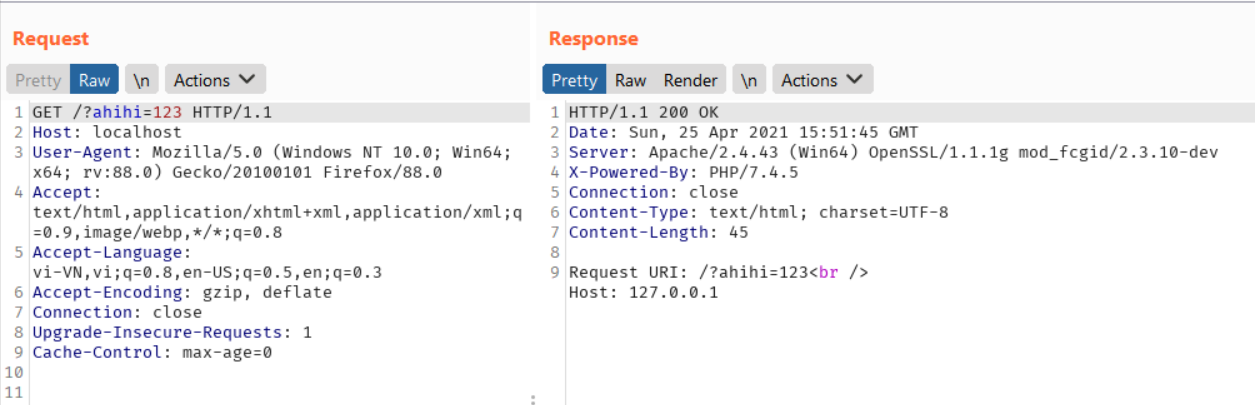 Request
Pretty Raw \n Actions
1 GET /?ahihi=123 HTTP/1.1
2 Host: localhost
3 User-Agent: Mozilla/5.0 (Windows NT 10.0; Win64;
x64; rv:88.0) Gecko/20100101 Firefox/88.0
4 Accept:
text/html,application/xhtml+xml,application/xml;q
=0.9,image/webp,*/*;q=0.8
5 Accept-Language:
vi-VN,vi;q=0.8,en-US;q=0.5,en;q=0.3
6 Accept-Encoding: gzip, deflate
7 Connection: close
8 Upgrade-Insecure-Requests: 1
9 Cache-Control: max-age=0
10
11
Response
Pretty Raw Render \n Actions
1 HTTP/1.1 200 OK
2 Date: Sun, 25 Apr 2021 15:51:45 GMT
3 Server: Apache/2.4.43 (Win64) OpenSSL/1.1.1g mod_fcgid/2.3.10-dev
4 X-Powered-By: PHP/7.4.5
5 Connection: close
6 Content-Type: text/html; charset=UTF-8
7 Content-Length: 45
8
9 Request URI: /?ahihi=123<br />
Host: 127.0.0.1